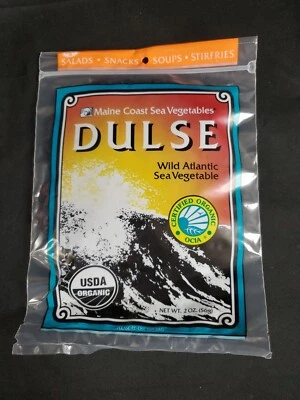 SALADS • SNACKS • SOUPS • STIRFRIES
Maine Coast Sea Vegetables
DULSE
Wild Atlantic
Sea Vegetable
CERTIFIED ORGANIC
OCIA
USDA
ORGANIC
NET WT. 2 OZ. (56g)